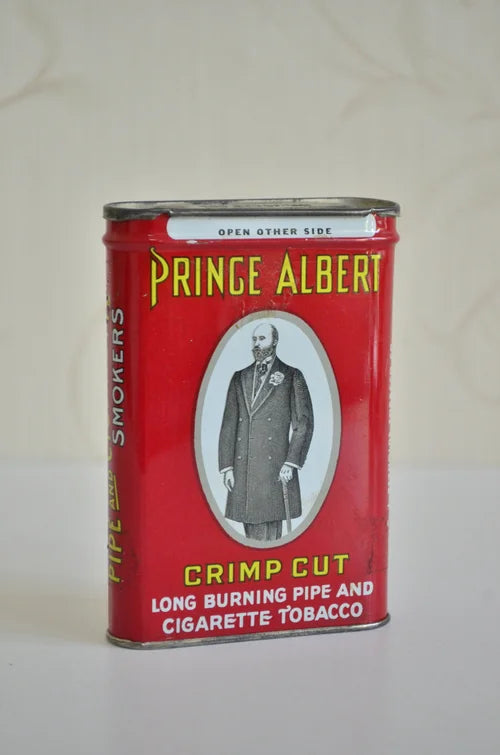 OPEN OTHER SIDE
PRINCE ALBERT
CRIMP CUT
LONG BURNING PIPE AND
CIGARETTE TOBACCO
PIPE AND
SMOKERS